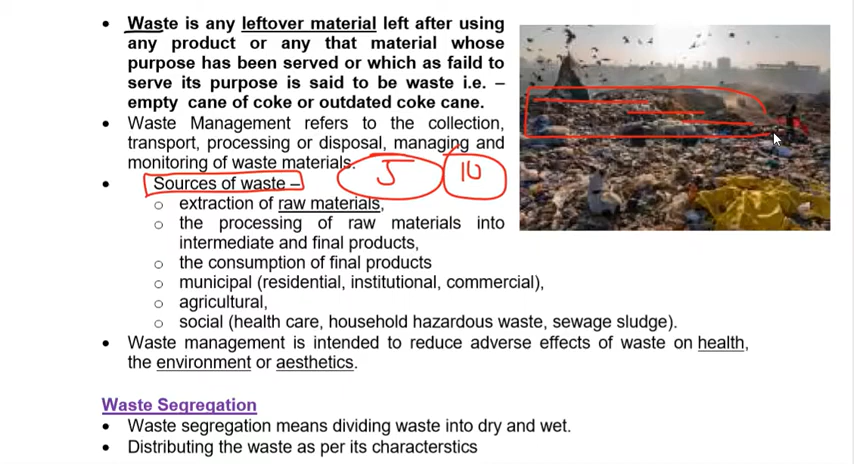 • Waste is any leftover material left after using
any product or any that material whose
purpose has been served or which as faild to
serve its purpose is said to be waste i.e. –
empty cane of coke or outdated coke cane.
• Waste Management refers to the collection,
transport, processing or disposal, managing and
monitoring of waste materials.
• Sources of waste –
5 10
o extraction of raw materials,
o the processing of raw materials into
intermediate and final products,
o the consumption of final products
o municipal (residential, institutional, commercial),
o agricultural,
o social (health care, household hazardous waste, sewage sludge).
• Waste management is intended to reduce adverse effects of waste on health,
the environment or aesthetics.
Waste Segregation
• Waste segregation means dividing waste into dry and wet.
• Distributing the waste as per its characterstics